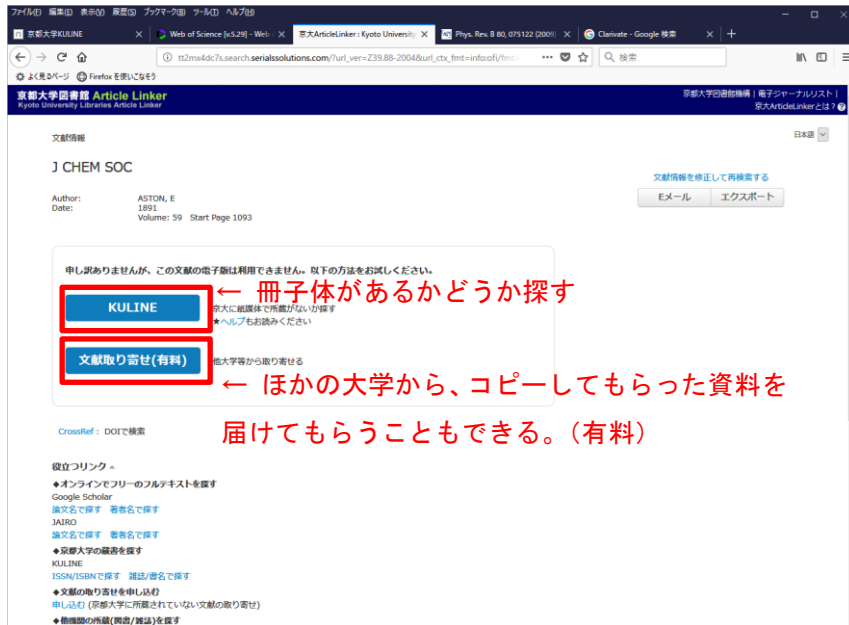 ファイル(F) 編集(E) 表示(V) 履歴(S) ブックマーク(B) ツール(T) ヘルプ(H)
京都大学KULINE
Web of Science [v.5.29] - Web
京大ArticleLinker : Kyoto University
Phys. Rev. B 80, 075122 (2009)
Clarivate - Google 検索
tt2mx4dc7s.search.serialssolutions.com/?url_ver=Z39.88-2004&url_ctx_fmt=info:ofi/fmt:
検索
よく見るページ Firefox を使いこなそう
京都大学図書館 Article Linker
Kyoto University Libraries Article Linker
京都大学図書館機構 | 電子ジャーナルリスト |
京大ArticleLinkerとは?
文献情報
日本語
J CHEM SOC
文献情報を修正して再検索する
Eメール エクスポート
Author: ASTON, E
Date: 1891
Volume: 59 Start Page 1093
申し訳ありませんが、この文献の電子版は利用できません。以下の方法をお試しください。
← 冊子体があるかどうか探す
KULINE
京大に紙媒体で所蔵がないか探す
★ヘルプもお読みください
文献取り寄せ(有料)
他大学等から取り寄せる
← ほかの大学から、コピーしてもらった資料を
届けてもらうこともできる。(有料)
CrossRef : DOIで検索
役立つリンク
◆オンラインでフリーのフルテキストを探す
Google Scholar
論文名で探す 著者名で探す
JAIRO
論文名で探す 著者名で探す
◆京都大学の蔵書を探す
KULINE
ISSN/ISBNで探す 雑誌/書名で探す
◆文献の取り寄せを申し込む
申し込む (京都大学に所蔵されていない文献の取り寄せ)
◆他機関の所蔵(図書/雑誌)を探す